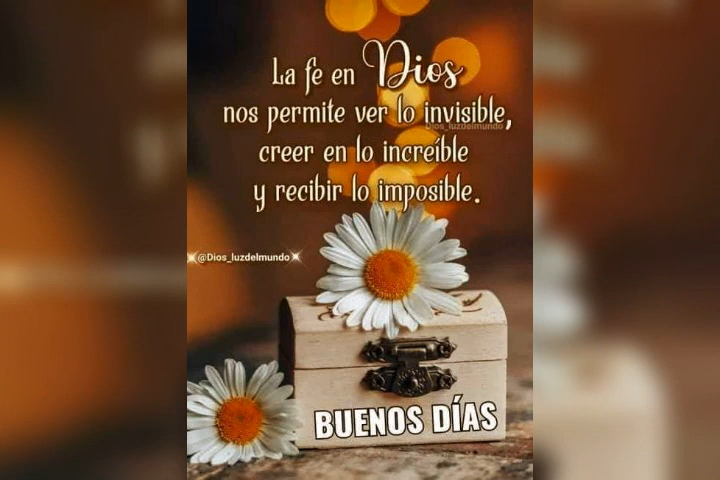 La fe en Dios
nos permite ver lo invisible,
Dios_luzdelmundo
creer en lo increíble
y recibir lo imposible.
@Dios_luzdelmundo
BUENOS DÍAS